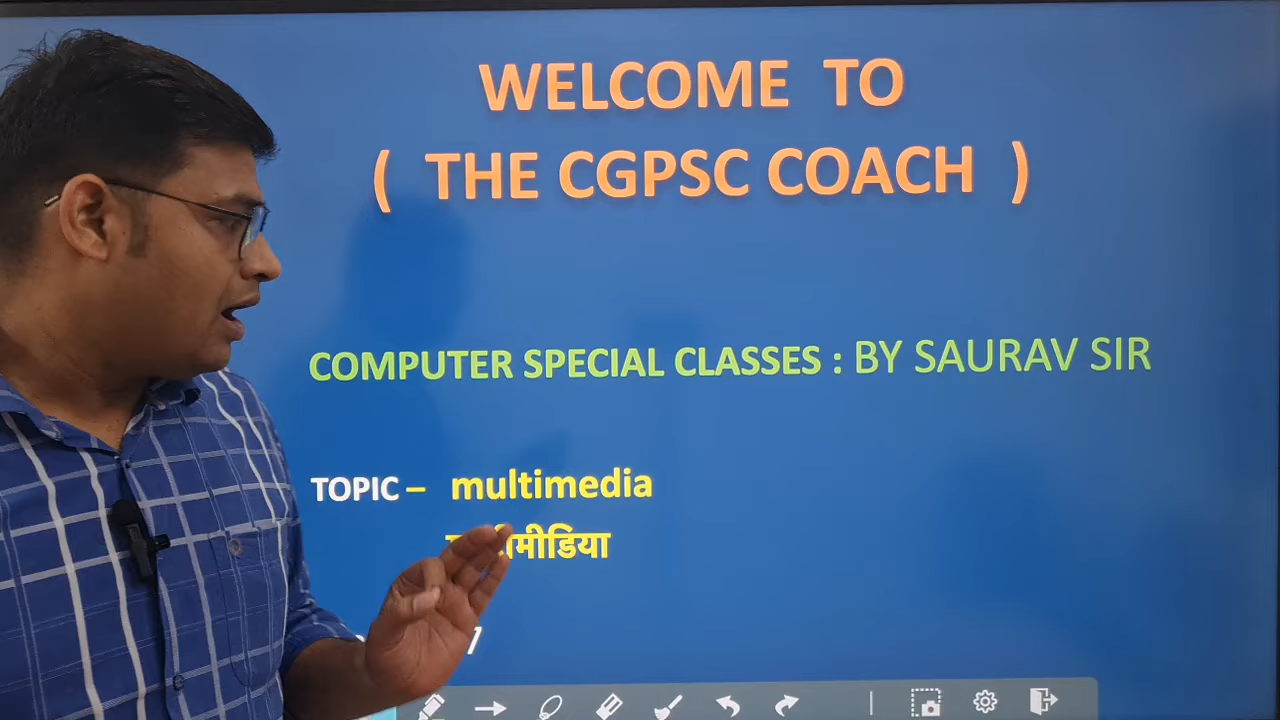 WELCOME TO
( THE CGPSC COACH )
COMPUTER SPECIAL CLASSES : BY SAURAV SIR
TOPIC – multimedia